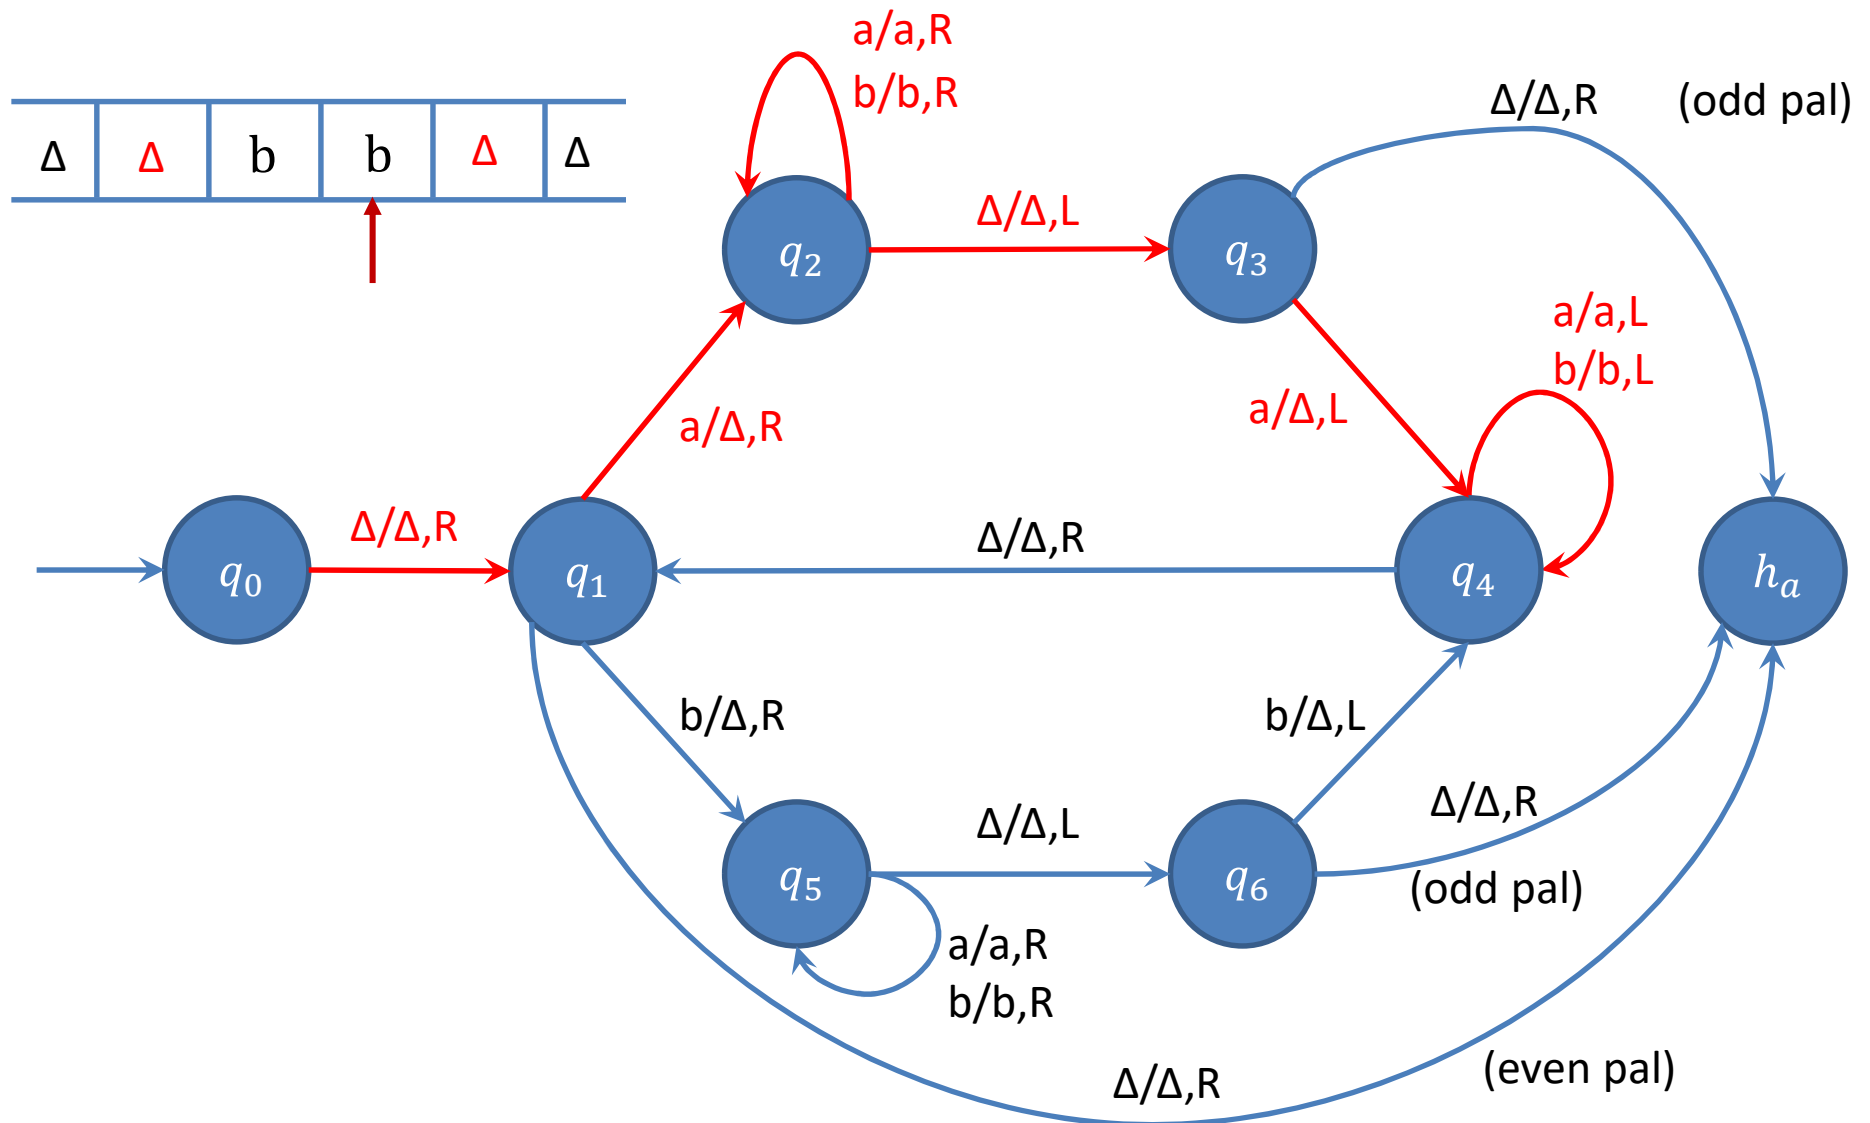 a/a,R
b/b,R
Δ/Δ,R (odd pal)
Δ Δ b b Δ Δ
Δ/Δ,L
q₂ q₃
a/a,L
b/b,L
a/Δ,R a/Δ,L
Δ/Δ,R Δ/Δ,R
q₀ q₁ q₄ hₐ
b/Δ,R b/Δ,L
Δ/Δ,L Δ/Δ,R
q₅ q₆ (odd pal)
a/a,R
b/b,R
Δ/Δ,R (even pal)